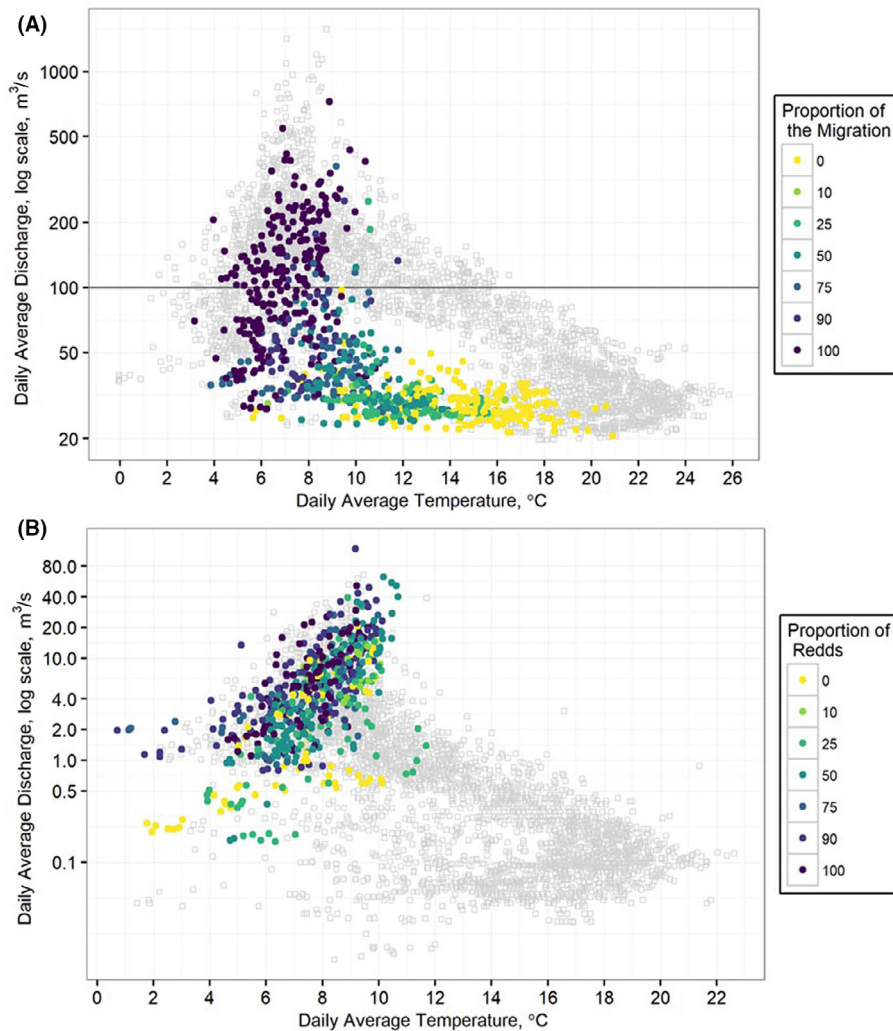 (A)
Daily Average Discharge, log scale, m³/s
1000
500
200
100
50
20
0 2 4 6 8 10 12 14 16 18 20 22 24 26
Daily Average Temperature, °C
Proportion of
the Migration
0
10
25
50
75
90
100
(B)
Daily Average Discharge, log scale, m³/s
80.0
40.0
20.0
10.0
4.0
2.0
1.0
0.5
0.1
0 2 4 6 8 10 12 14 16 18 20 22
Daily Average Temperature, °C
Proportion of
Redds
0
10
25
50
75
90
100